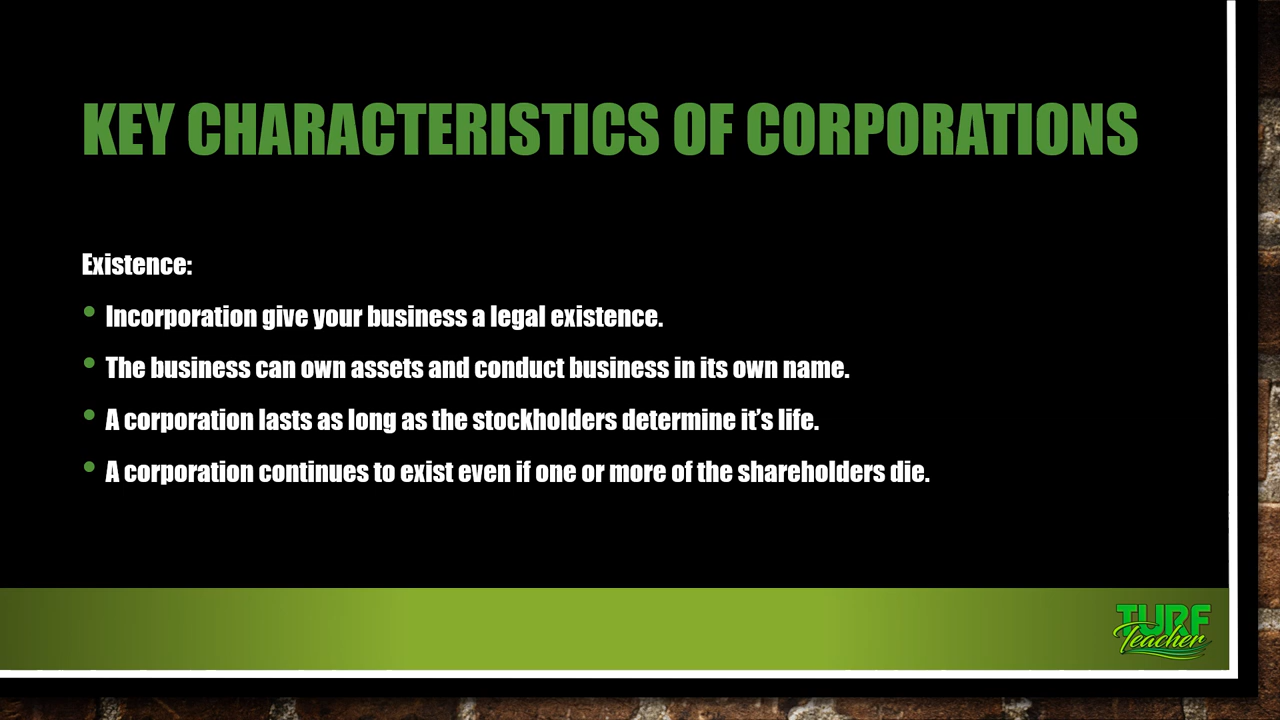 KEY CHARACTERISTICS OF CORPORATIONS
Existence:
• Incorporation give your business a legal existence.
• The business can own assets and conduct business in its own name.
• A corporation lasts as long as the stockholders determine it’s life.
• A corporation continues to exist even if one or more of the shareholders die.
TURF
Teacher